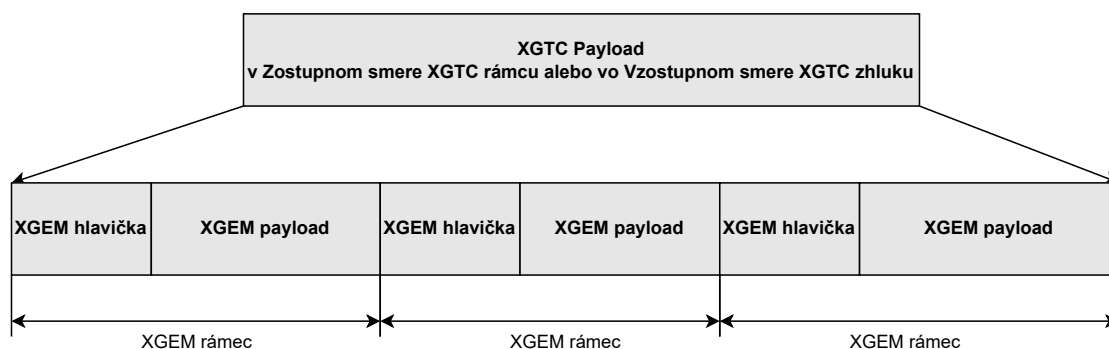 XGTC Payload
v Zostupnom smere XGTC rámcu alebo vo Vzostupnom smere XGTC zhluku
XGEM hlavička XGEM payload XGEM hlavička XGEM payload XGEM hlavička XGEM payload
XGEM rámec XGEM rámec XGEM rámec